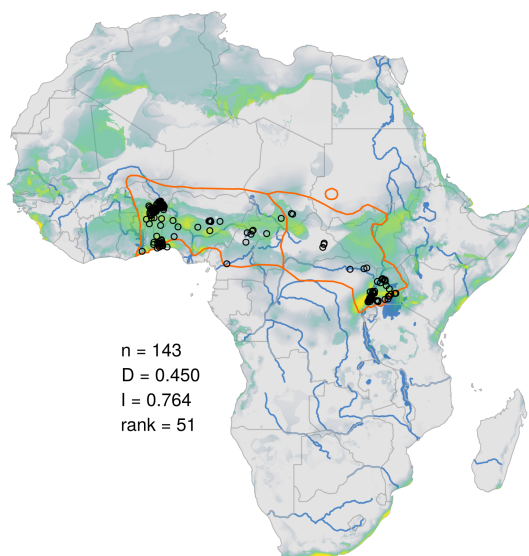 n = 143
D = 0.450
I = 0.764
rank = 51